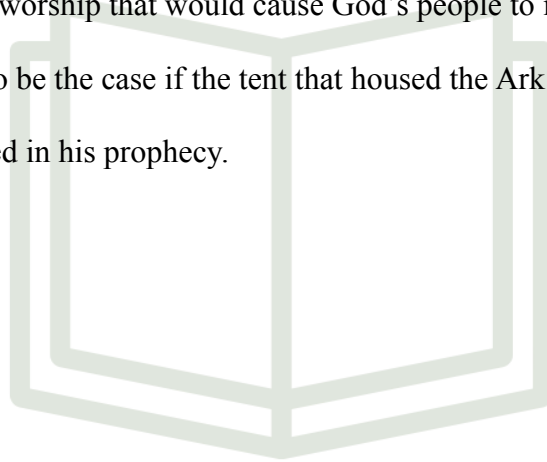 worship that would cause God's people to
o be the case if the tent that housed the Ark
ed in his prophecy.